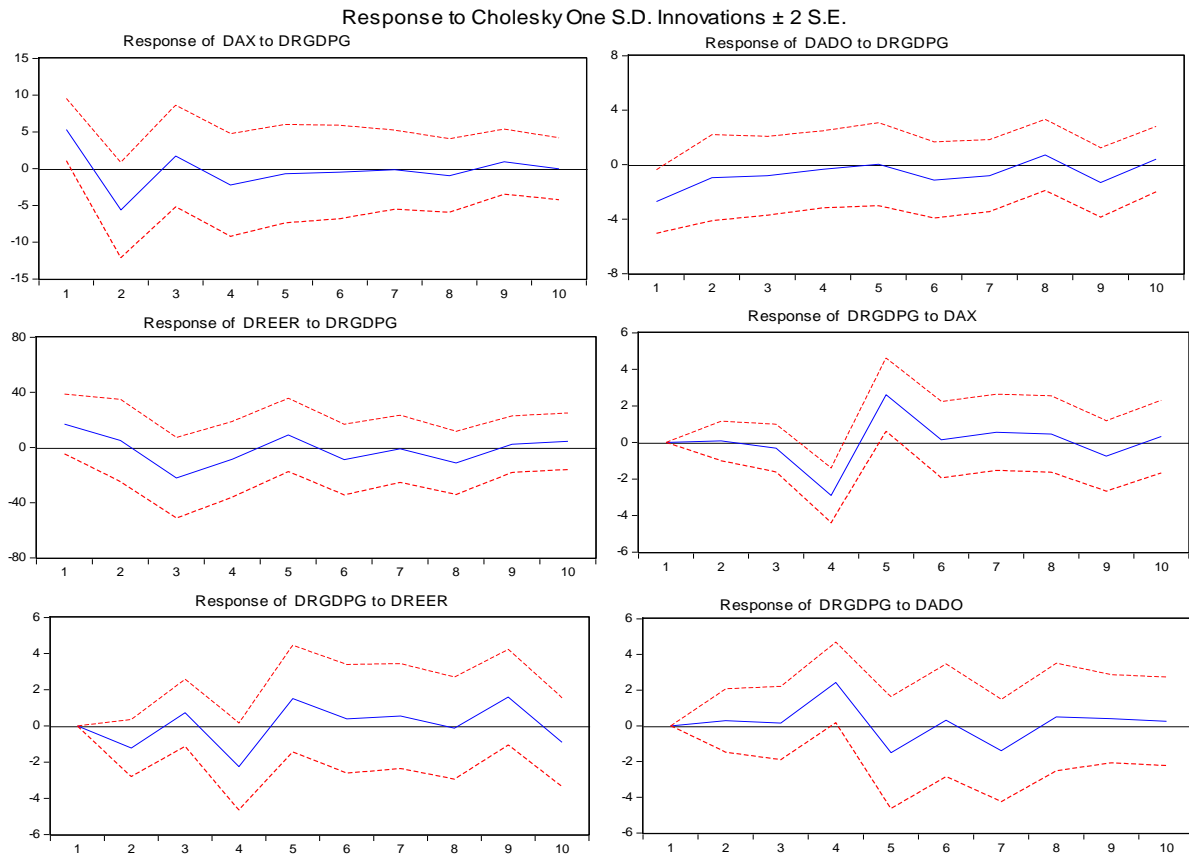 Response to Cholesky One S.D. Innovations ± 2 S.E.
Response of DAX to DRGDPG
15
10
5
0
-5
-10
-15
1 2 3 4 5 6 7 8 9 10
Response of DADO to DRGDPG
8
4
0
-4
-8
1 2 3 4 5 6 7 8 9 10
Response of DREER to DRGDPG
80
40
0
-40
-80
1 2 3 4 5 6 7 8 9 10
Response of DRGDPG to DAX
6
4
2
0
-2
-4
-6
1 2 3 4 5 6 7 8 9 10
Response of DRGDPG to DREER
6
4
2
0
-2
-4
-6
1 2 3 4 5 6 7 8 9 10
Response of DRGDPG to DADO
6
4
2
0
-2
-4
-6
1 2 3 4 5 6 7 8 9 10